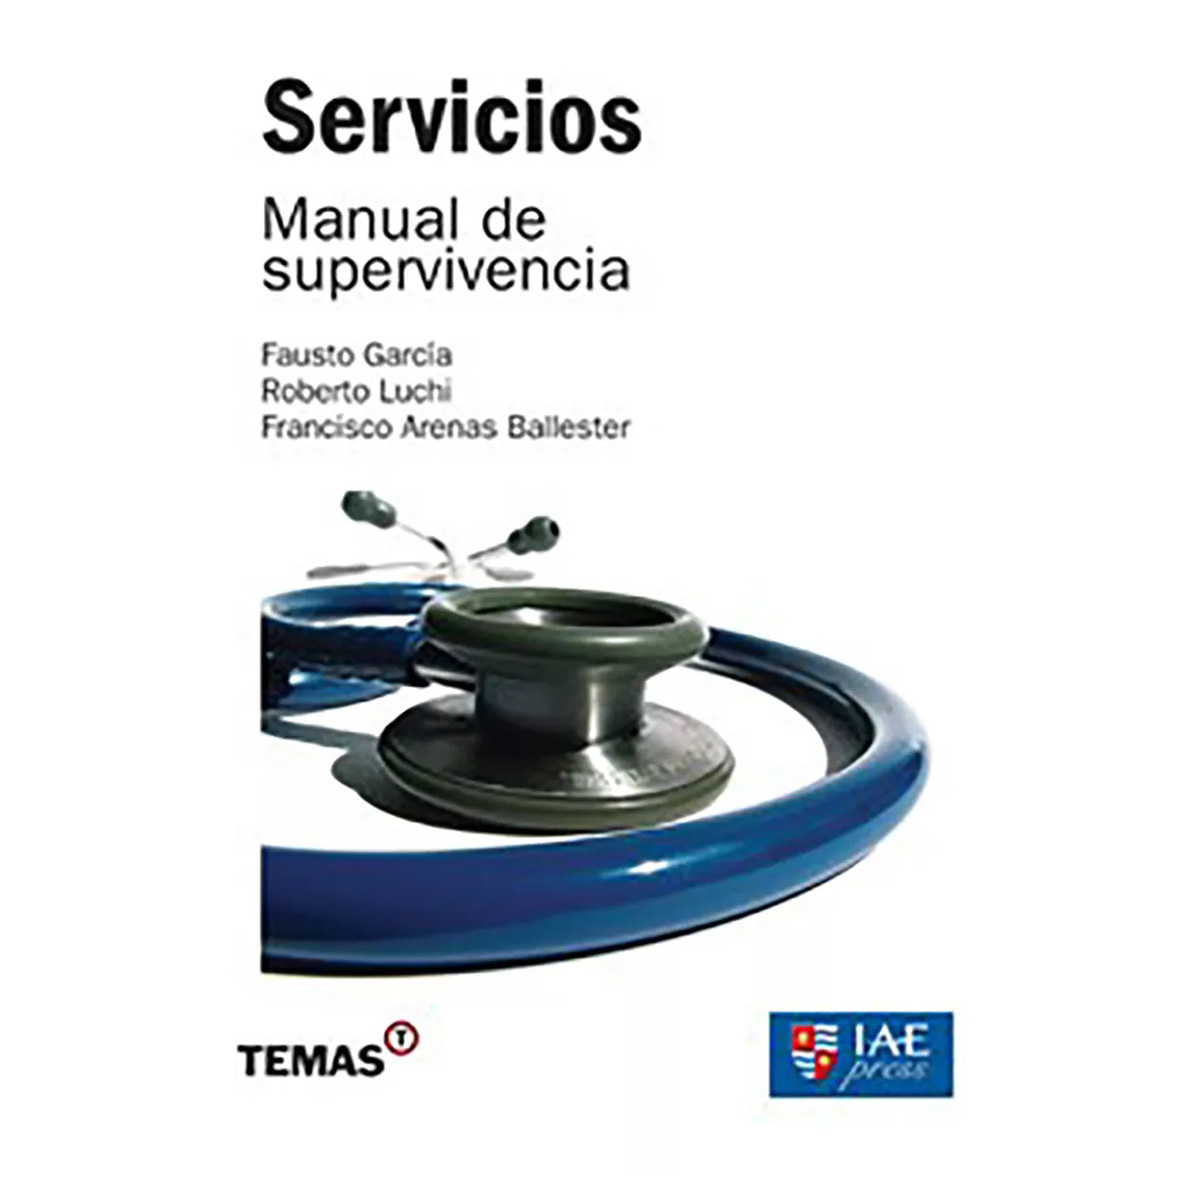 Servicios
Manual de
supervivencia
Fausto García
Roberto Luchi
Francisco Arenas Ballester
TEMAS T
IAE
press